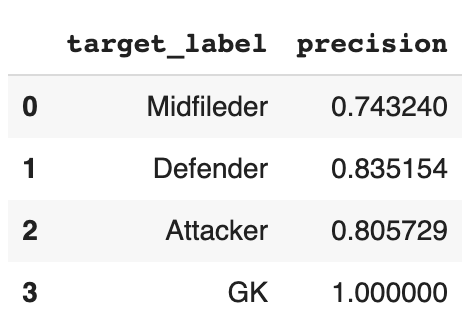 target_label precision
0 Midfileder 0.743240
1 Defender 0.835154
2 Attacker 0.805729
3 GK 1.000000